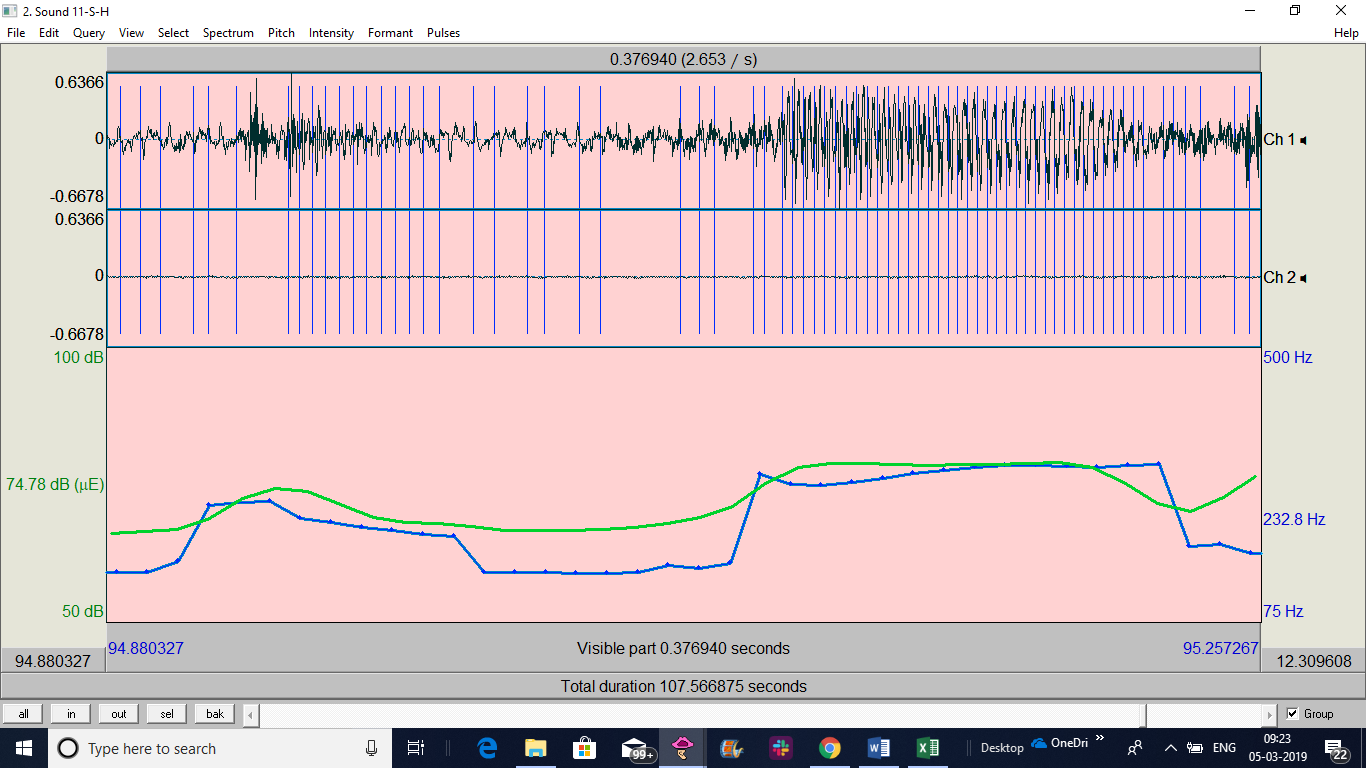 2. Sound 11-S-H
File Edit Query View Select Spectrum Pitch Intensity Formant Pulses Help
0.376940 (2.653 / s)
0.6366
0
-0.6678
Ch 1
0.6366
0
-0.6678
Ch 2
100 dB
500 Hz
74.78 dB (µE)
232.8 Hz
50 dB
75 Hz
94.880327
94.880327 Visible part 0.376940 seconds 95.257267
12.309608
Total duration 107.566875 seconds
all in out sel bak Group
Type here to search
99+
Desktop OneDri
ENG
09:23
05-03-2019
22